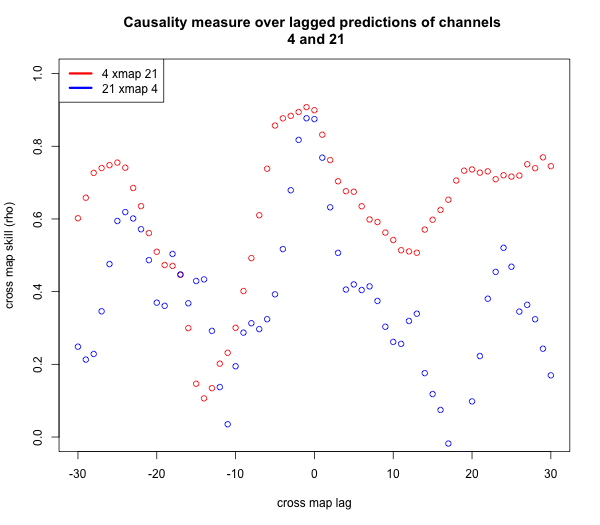 Causality measure over lagged predictions of channels
4 and 21
4 xmap 21
21 xmap 4
cross map skill (rho)
1.0
0.8
0.6
0.4
0.2
0.0
-30 -20 -10 0 10 20 30
cross map lag